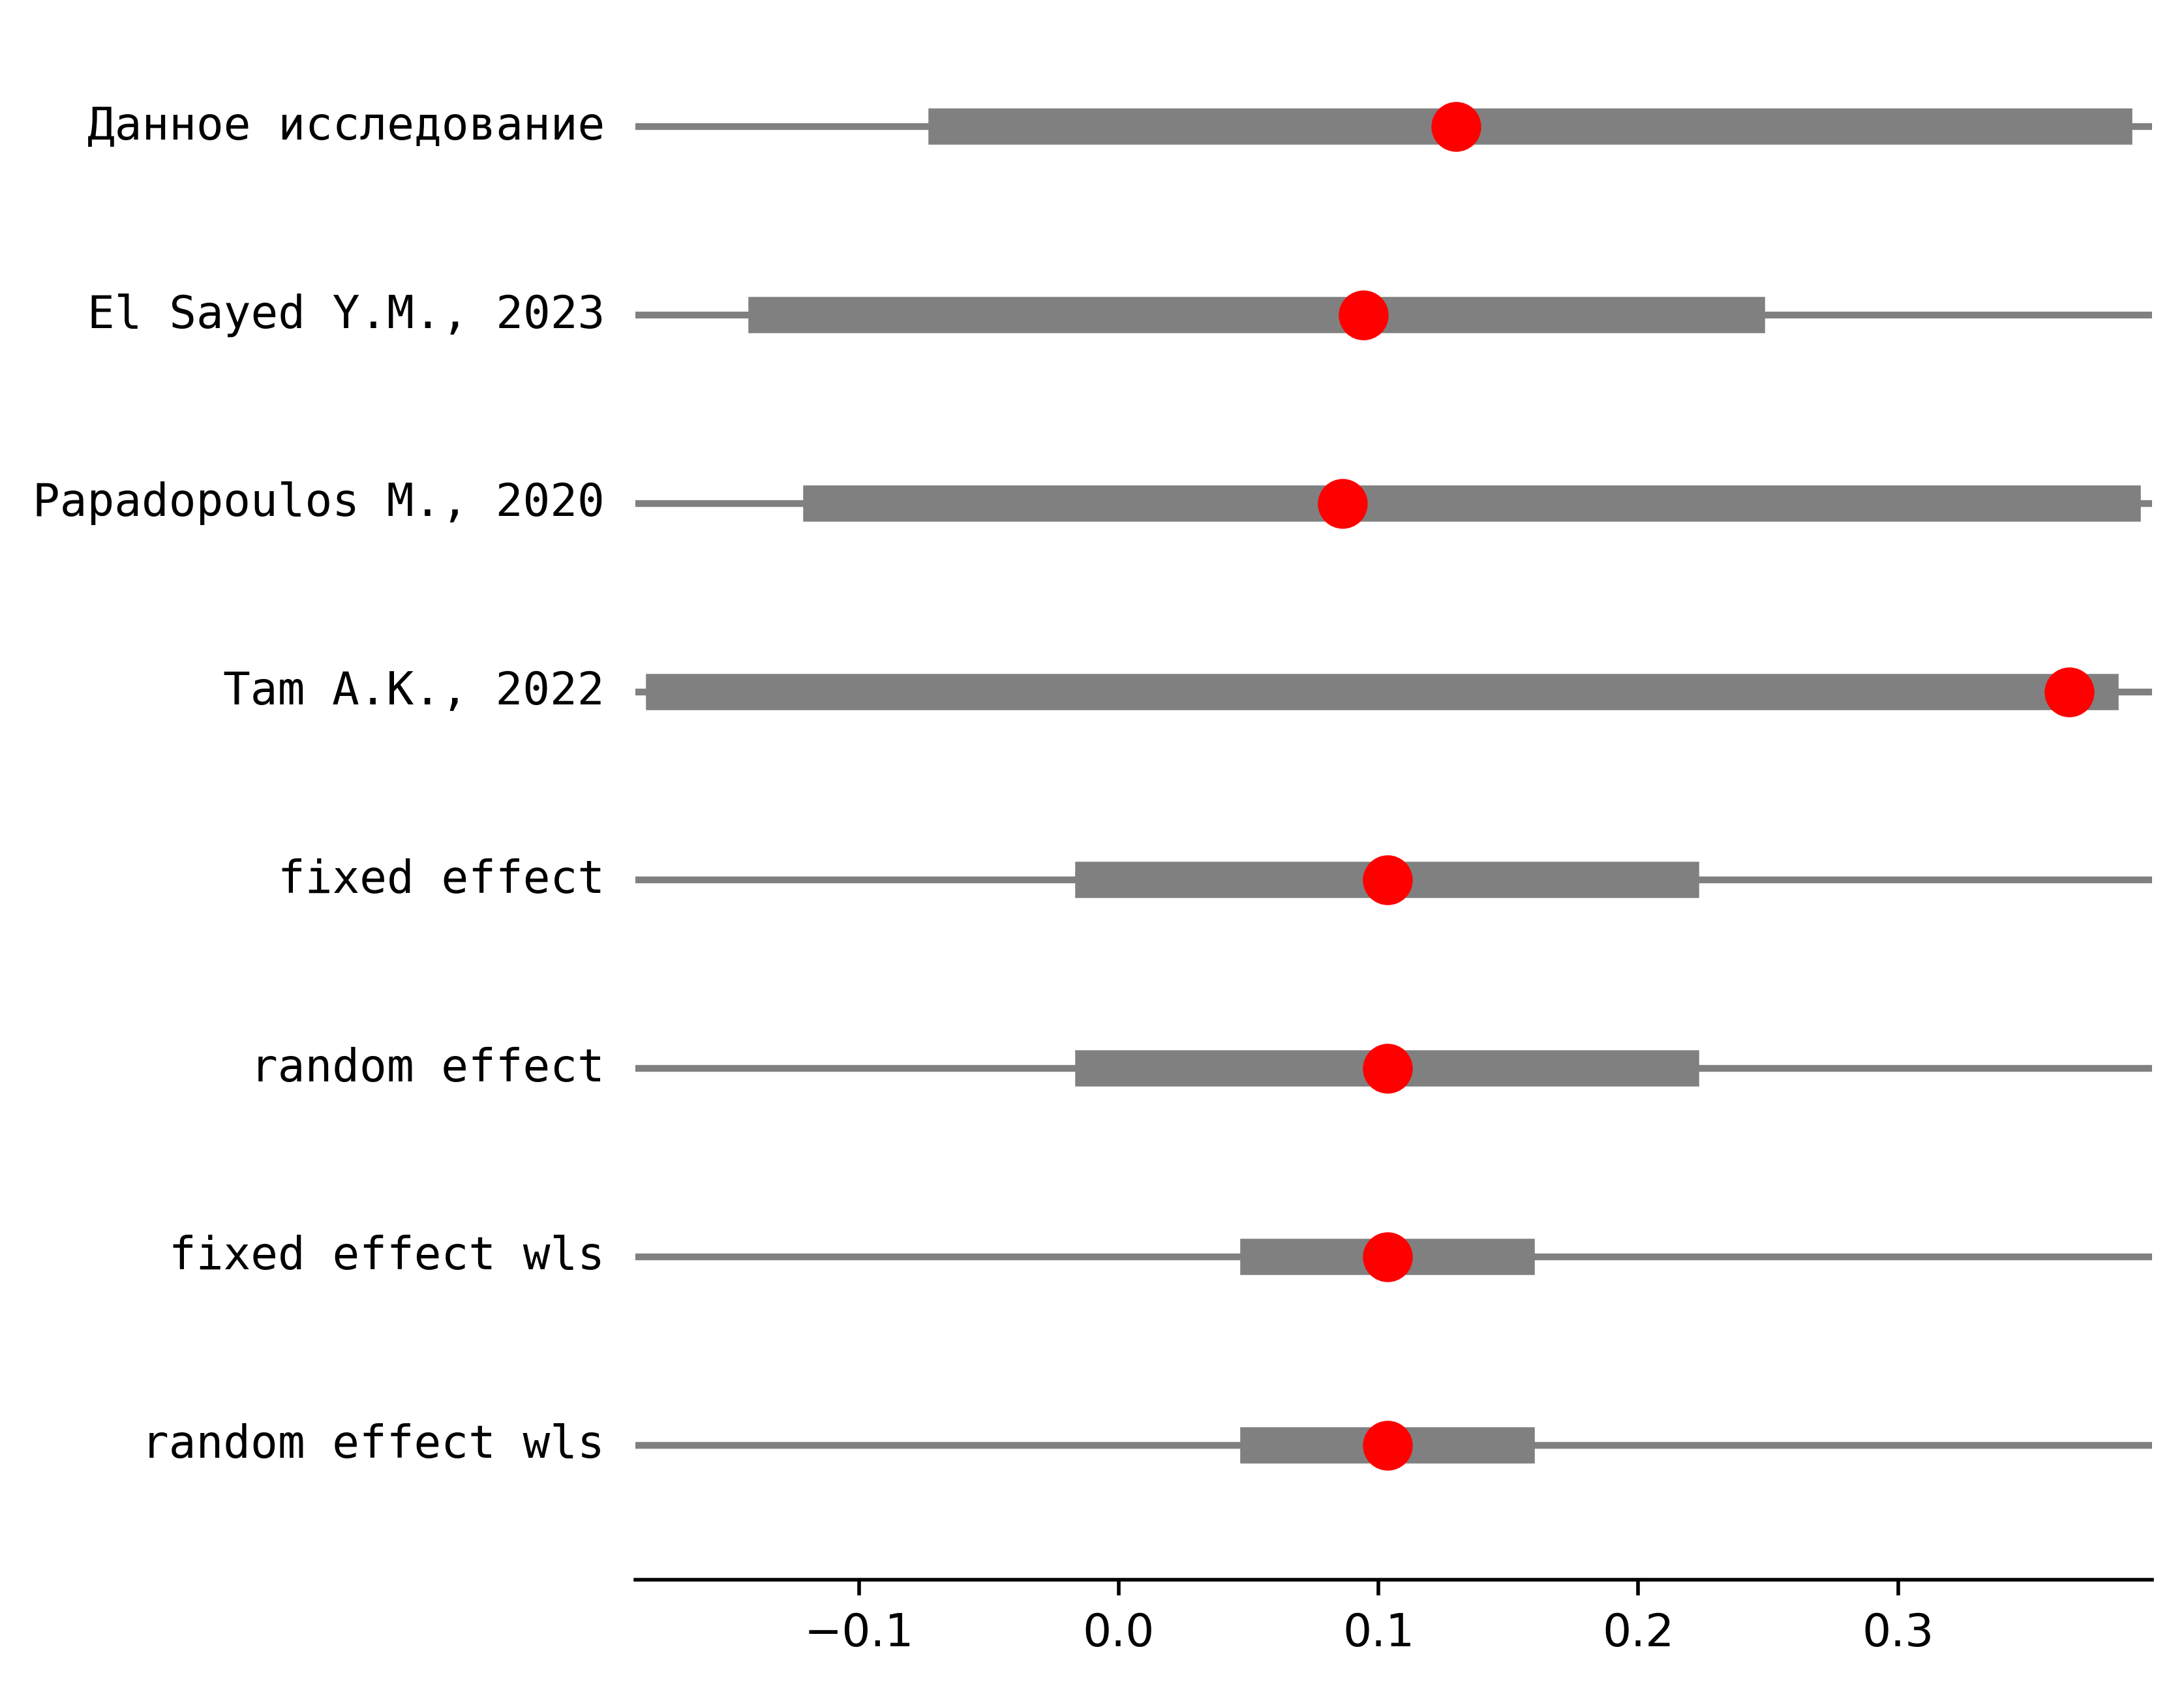 Данное исследование
El Sayed Y.M., 2023
Papadopoulos M., 2020
Tam A.K., 2022
fixed effect
random effect
fixed effect wls
random effect wls
−0.1 0.0 0.1 0.2 0.3